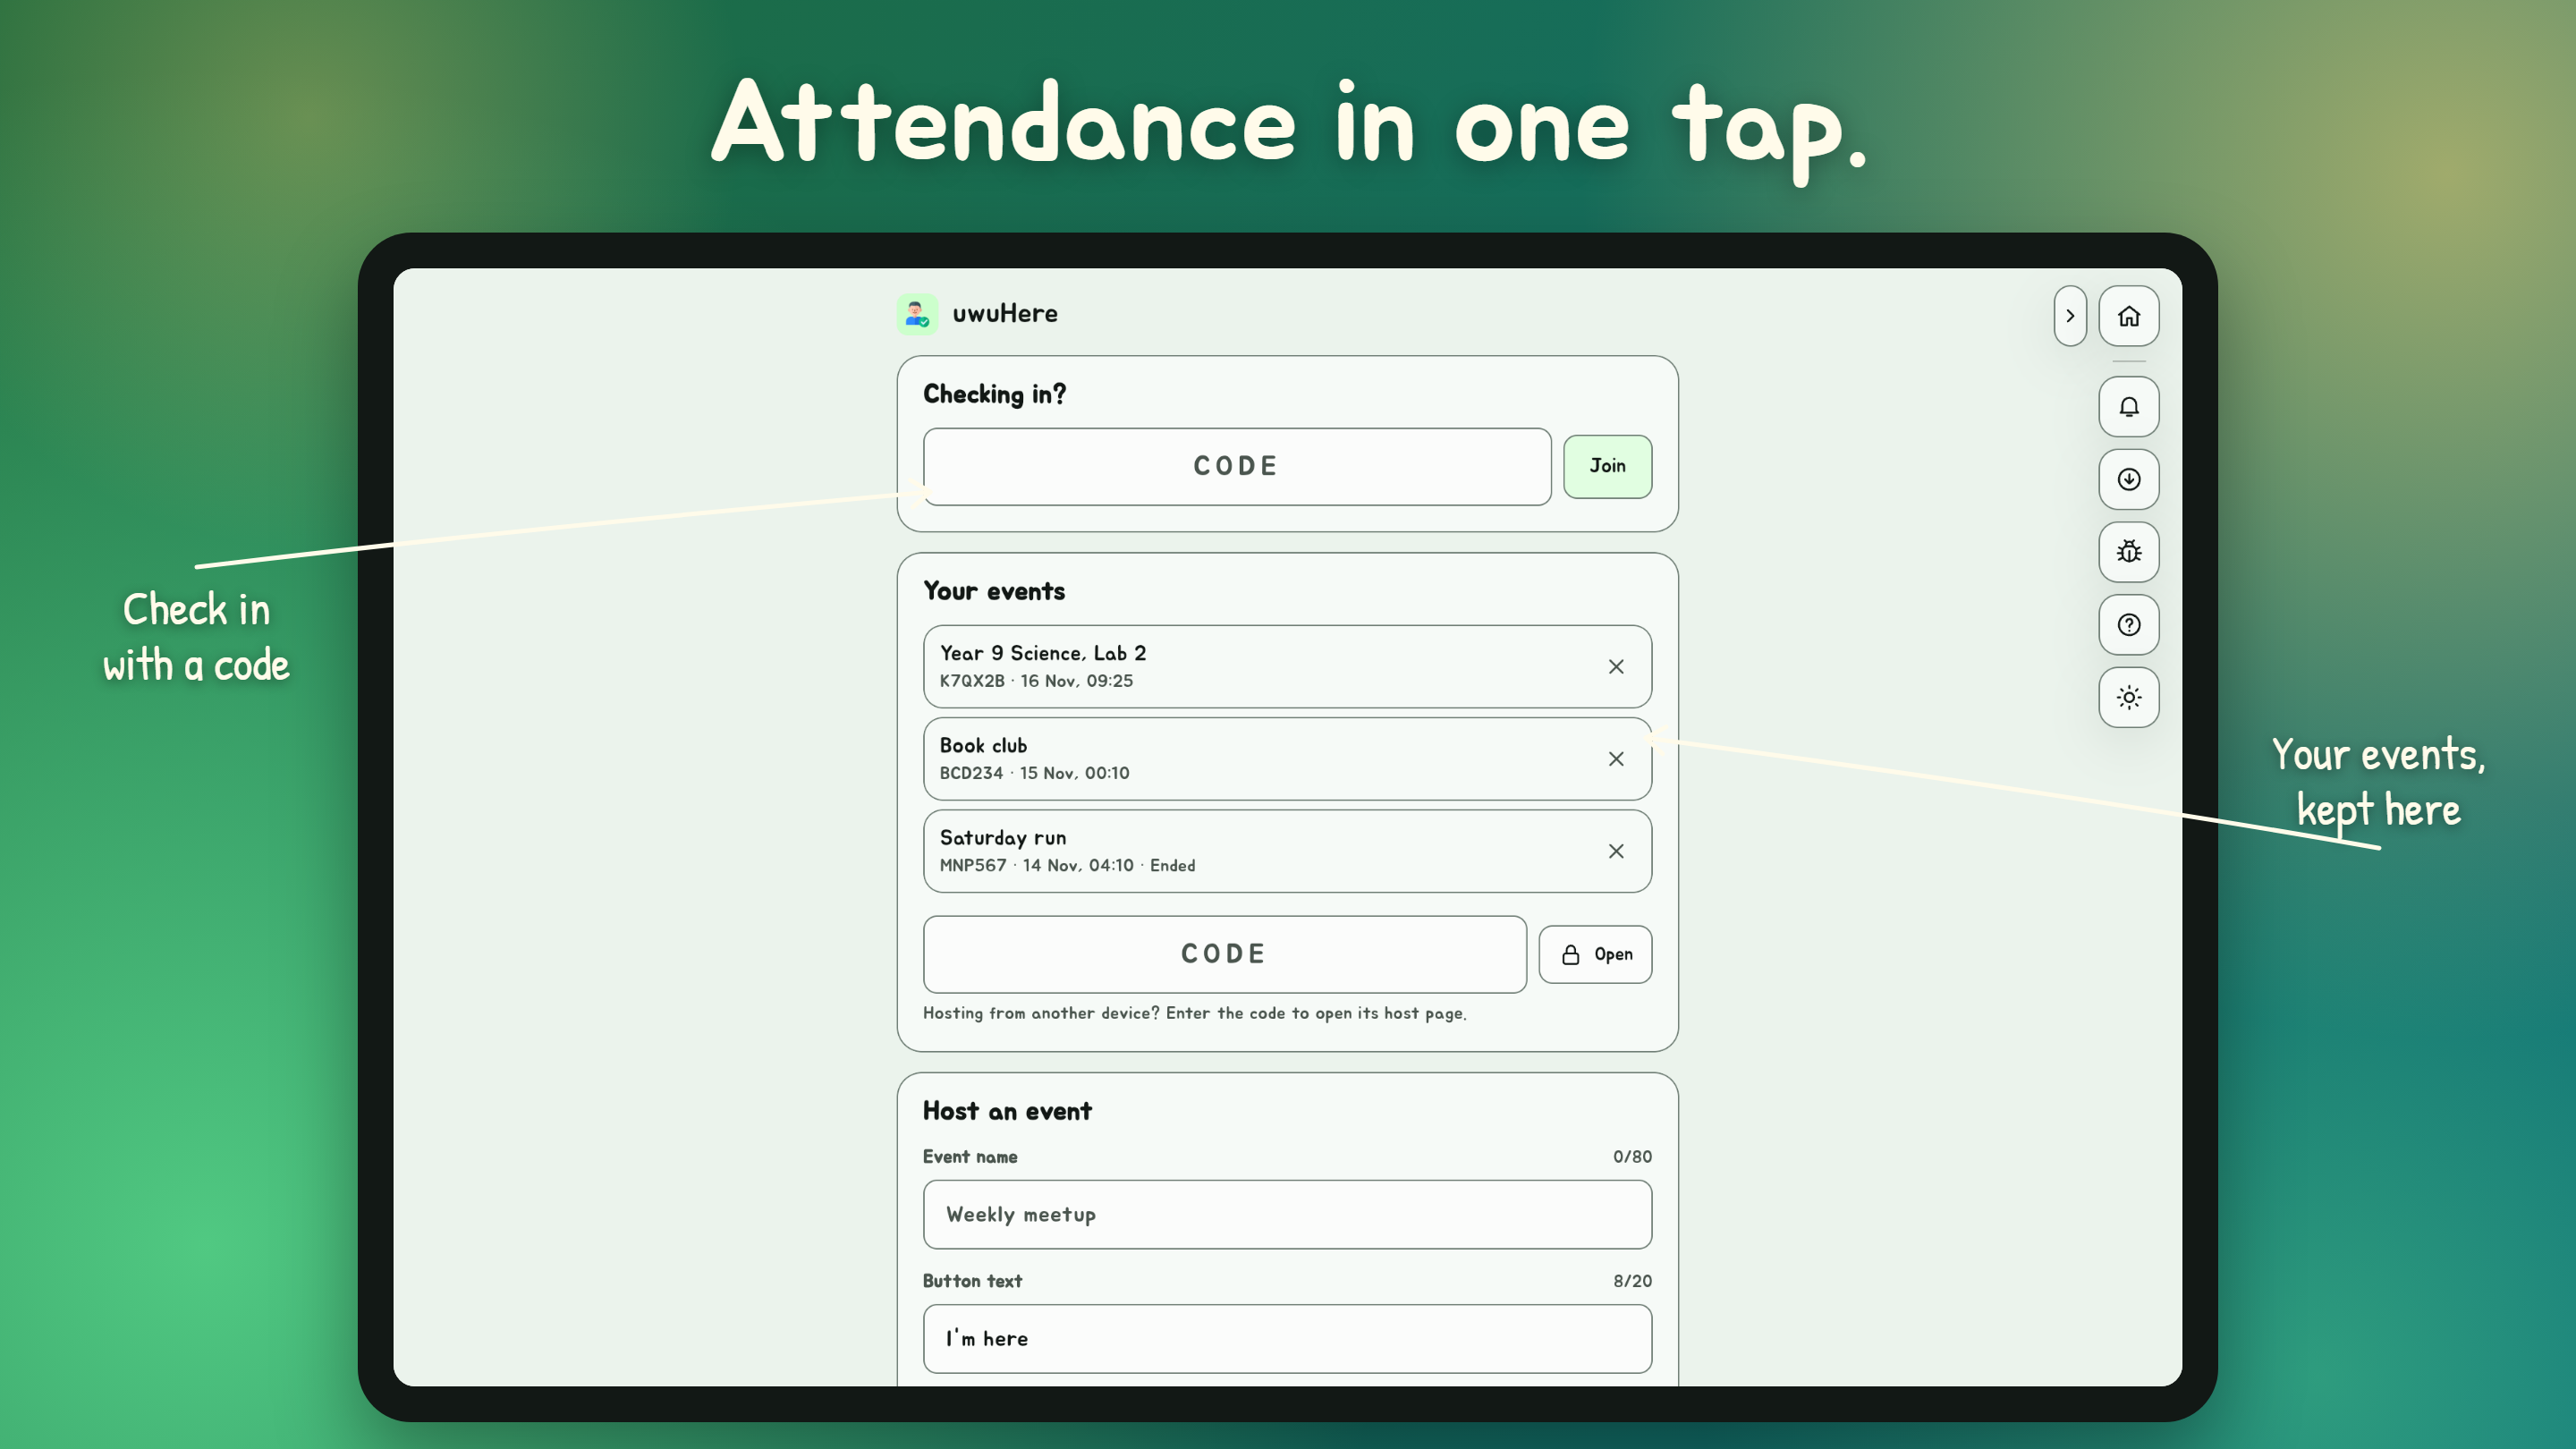 Attendance in one tap.
uwuHere
Checking in?
CODE
Join
Check in
with a code
Your events
Year 9 Science, Lab 2
K7QX2B · 16 Nov, 09:25
Book club
BCD234 · 15 Nov, 00:10
Saturday run
MNP567 · 14 Nov, 04:10 · Ended
Your events,
kept here
CODE
Open
Hosting from another device? Enter the code to open its host page.
Host an event
Event name
0/80
Weekly meetup
Button text
8/20
I'm here